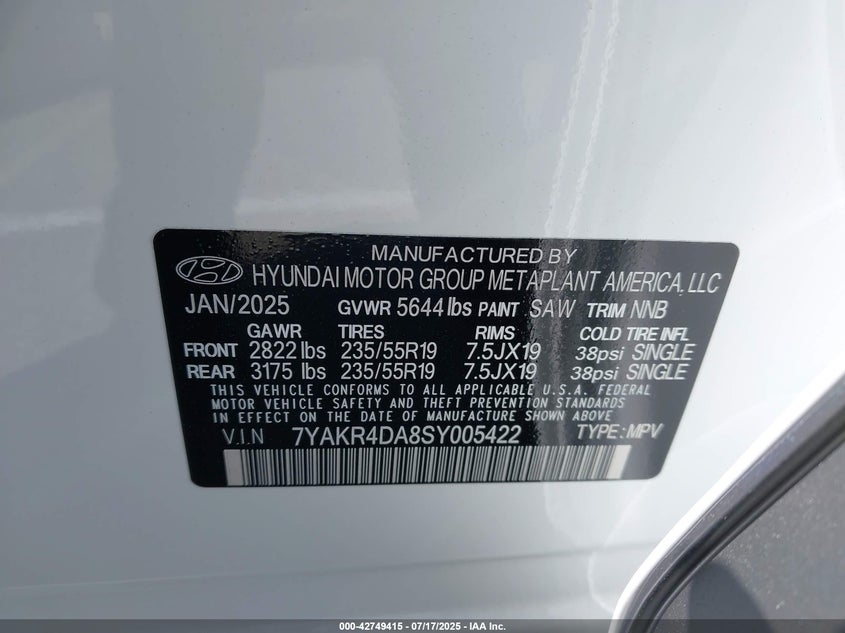 MANUFACTURED BY
HYUNDAI MOTOR GROUP METAPLANT AMERICA, LLC
JAN/2025 GVWR 5644 lbs PAINT SAW TRIM NNB
GAWR TIRES RIMS COLD TIRE INFL
FRONT 2822 lbs 235/55R19 7.5JX19 38psi SINGLE
REAR 3175 lbs 235/55R19 7.5JX19 38psi SINGLE
THIS VEHICLE CONFORMS TO ALL APPLICABLE U.S.A. FEDERAL
MOTOR VEHICLE SAFETY AND THEFT PREVENTION STANDARDS
IN EFFECT ON THE DATE OF MANUFACTURE SHOWN ABOVE
V.I.N 7YAKR4DA8SY005422 TYPE:MPV
000-42749415 - 07/17/2025 - IAA Inc.